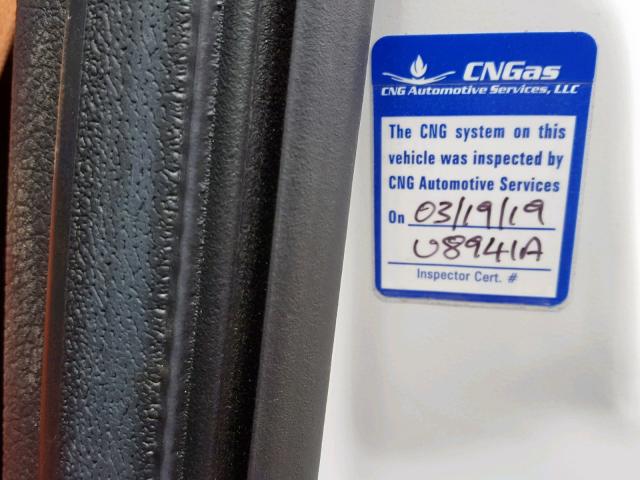 CNGas
CNG Automotive Services, LLC
The CNG system on this
vehicle was inspected by
CNG Automotive Services
On 03/19/19
U8941A
Inspector Cert. #